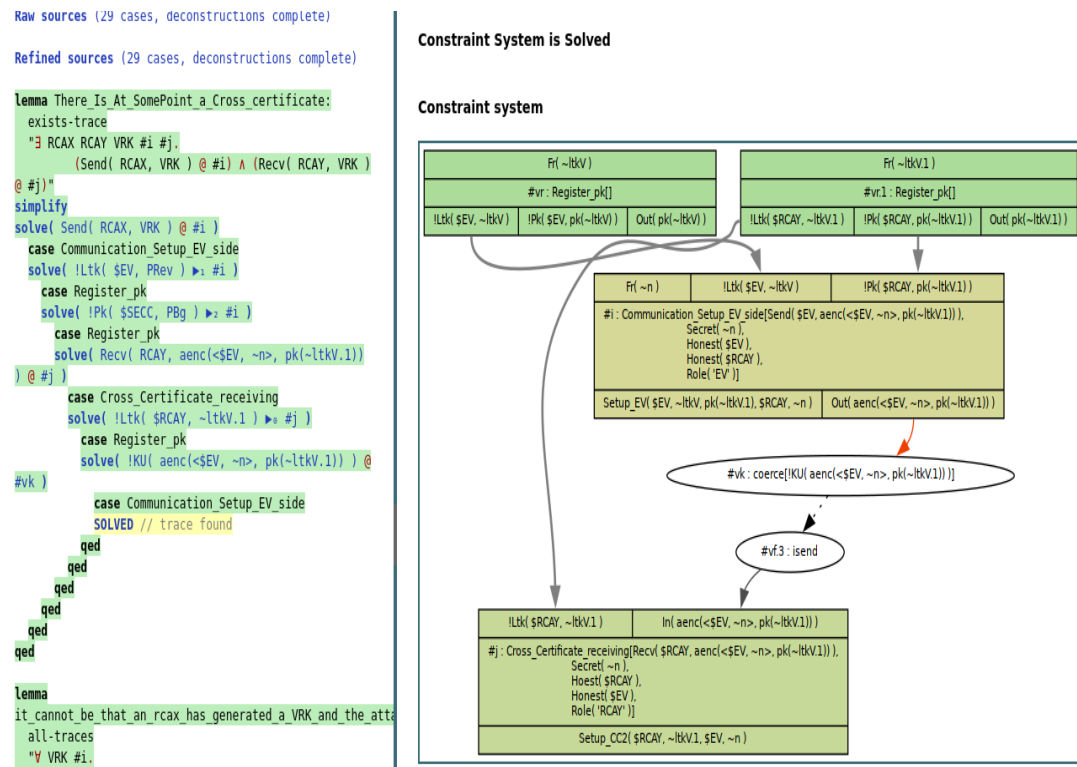 Raw sources (29 cases, deconstructions complete)
Refined sources (29 cases, deconstructions complete)
lemma There_Is_At_SomePoint_a_Cross_certificate:
exists-trace
"∃ RCAX RCAY VRK #i #j.
(Send( RCAX, VRK ) @ #i) ∧ (Recv( RCAY, VRK )
@ #j)"
simplify
solve( Send( RCAX, VRK ) @ #i )
case Communication_Setup_EV_side
solve( !Ltk( $EV, PRev ) ▶₁ #i )
case Register_pk
solve( !Pk( $SECC, PBg ) ▶₂ #i )
case Register_pk
solve( Recv( RCAY, aenc(<$EV, ~n>, pk(~ltkV.1))
) @ #j )
case Cross_Certificate_receiving
solve( !Ltk( $RCAY, ~ltkV.1 ) ▶₀ #j )
case Register_pk
solve( !KU( aenc(<$EV, ~n>, pk(~ltkV.1)) ) @
#vk )
case Communication_Setup_EV_side
SOLVED // trace found
qed
qed
qed
qed
qed
qed
lemma
it_cannot_be_that_an_rcax_has_generated_a_VRK_and_the_atta
all-traces
"∀ VRK #i.
Constraint System is Solved
Constraint system
Fr( ~ltkV )
#vr : Register_pk[]
!Ltk( $EV, ~ltkV ) !Pk( $EV, pk(~ltkV) ) Out( pk(~ltkV) )
Fr( ~ltkV.1 )
#vr.1 : Register_pk[]
!Ltk( $RCAY, ~ltkV.1 ) !Pk( $RCAY, pk(~ltkV.1) ) Out( pk(~ltkV.1) )
Fr( ~n ) !Ltk( $EV, ~ltkV ) !Pk( $RCAY, pk(~ltkV.1) )
#i : Communication_Setup_EV_side[Send( $EV, aenc(<$EV, ~n>, pk(~ltkV.1)) ),
Secret( ~n ),
Honest( $EV ),
Honest( $RCAY ),
Role( 'EV' )]
Setup_EV( $EV, ~ltkV, pk(~ltkV.1), $RCAY, ~n ) Out( aenc(<$EV, ~n>, pk(~ltkV.1)) )
#vk : coerce[!KU( aenc(<$EV, ~n>, pk(~ltkV.1)) )]
#vf.3 : isend
!Ltk( $RCAY, ~ltkV.1 ) In( aenc(<$EV, ~n>, pk(~ltkV.1)) )
#j : Cross_Certificate_receiving[Recv( $RCAY, aenc(<$EV, ~n>, pk(~ltkV.1)) ),
Secret( ~n ),
Hoest( $RCAY ),
Honest( $EV ),
Role( 'RCAY' )]
Setup_CC2( $RCAY, ~ltkV.1, $EV, ~n )